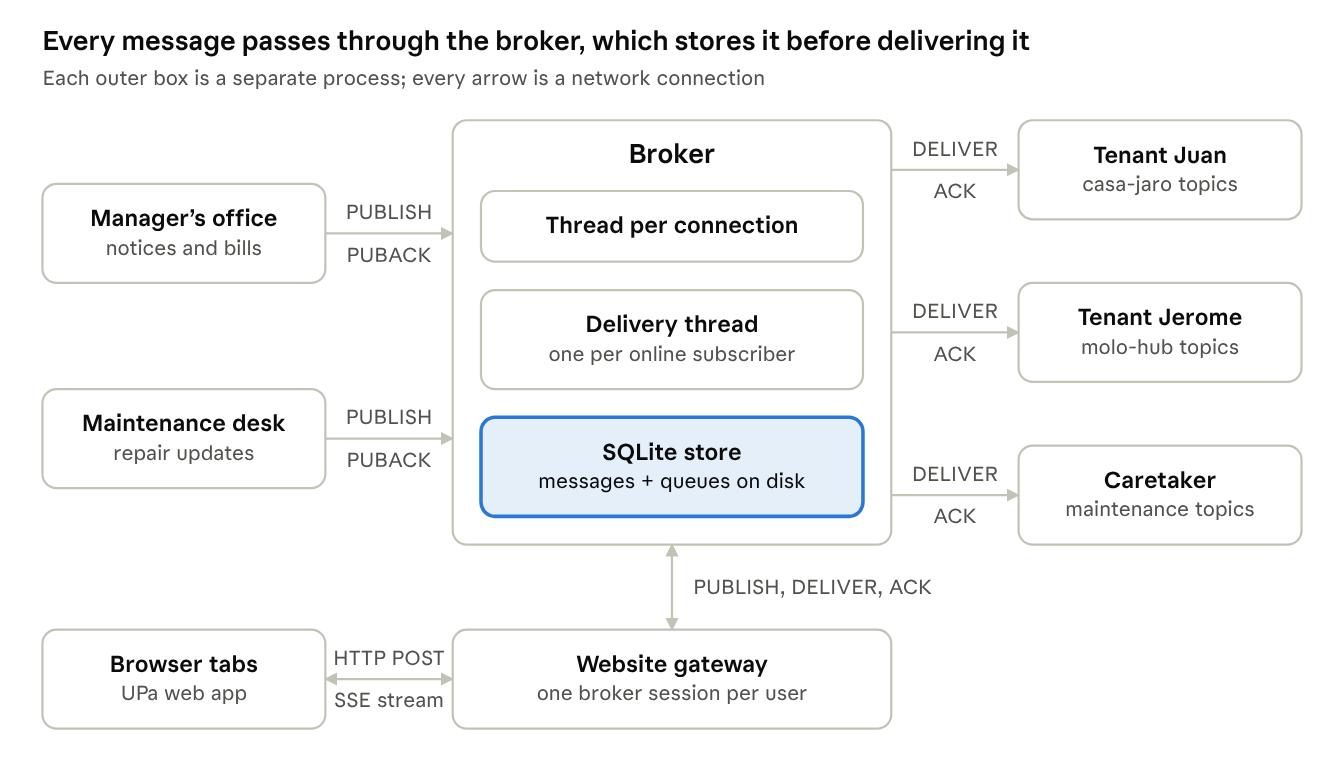 Every message passes through the broker, which stores it before delivering it
Each outer box is a separate process; every arrow is a network connection
Manager’s office
notices and bills
PUBLISH
PUBACK
Maintenance desk
repair updates
PUBLISH
PUBACK
Broker
Thread per connection
Delivery thread
one per online subscriber
SQLite store
messages + queues on disk
DELIVER
ACK
Tenant Juan
casa-jaro topics
DELIVER
ACK
Tenant Jerome
molo-hub topics
DELIVER
ACK
Caretaker
maintenance topics
PUBLISH, DELIVER, ACK
Browser tabs
UPa web app
HTTP POST
SSE stream
Website gateway
one broker session per user